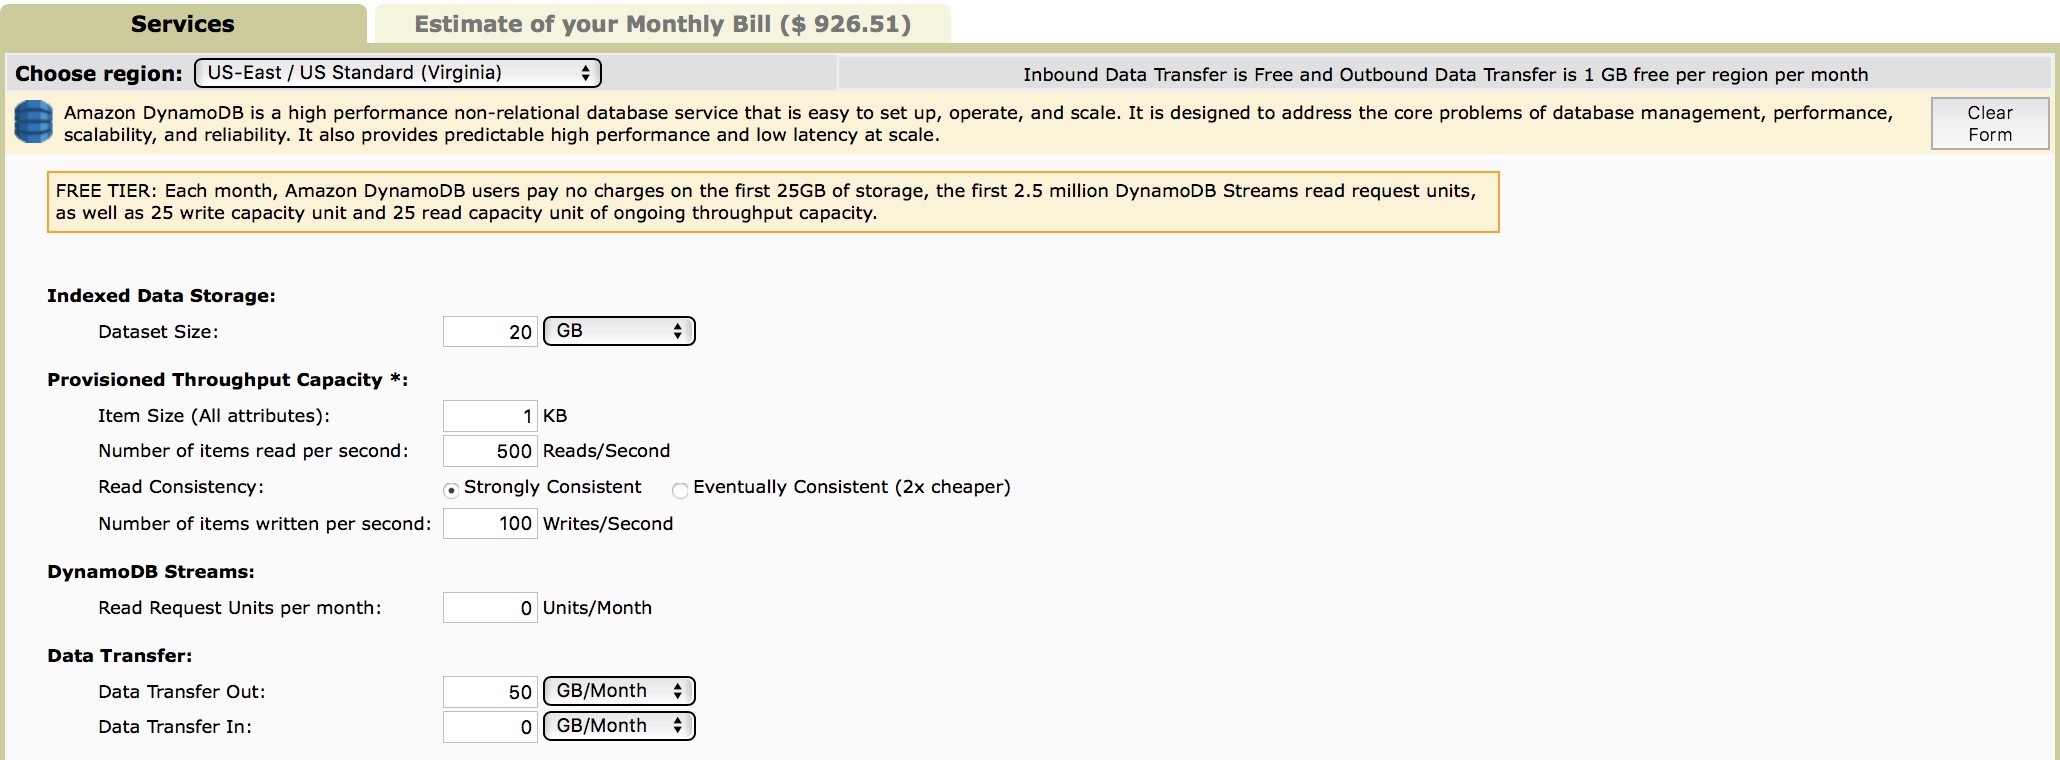 Services
Estimate of your Monthly Bill ($ 926.51)
Choose region: US-East / US Standard (Virginia)
Inbound Data Transfer is Free and Outbound Data Transfer is 1 GB free per region per month
Amazon DynamoDB is a high performance non-relational database service that is easy to set up, operate, and scale. It is designed to address the core problems of database management, performance,
scalability, and reliability. It also provides predictable high performance and low latency at scale.
Clear
Form
FREE TIER: Each month, Amazon DynamoDB users pay no charges on the first 25GB of storage, the first 2.5 million DynamoDB Streams read request units,
as well as 25 write capacity unit and 25 read capacity unit of ongoing throughput capacity.
Indexed Data Storage:
Dataset Size: 20 GB
Provisioned Throughput Capacity *:
Item Size (All attributes): 1 KB
Number of items read per second: 500 Reads/Second
Read Consistency: Strongly Consistent Eventually Consistent (2x cheaper)
Number of items written per second: 100 Writes/Second
DynamoDB Streams:
Read Request Units per month: 0 Units/Month
Data Transfer:
Data Transfer Out: 50 GB/Month
Data Transfer In: 0 GB/Month